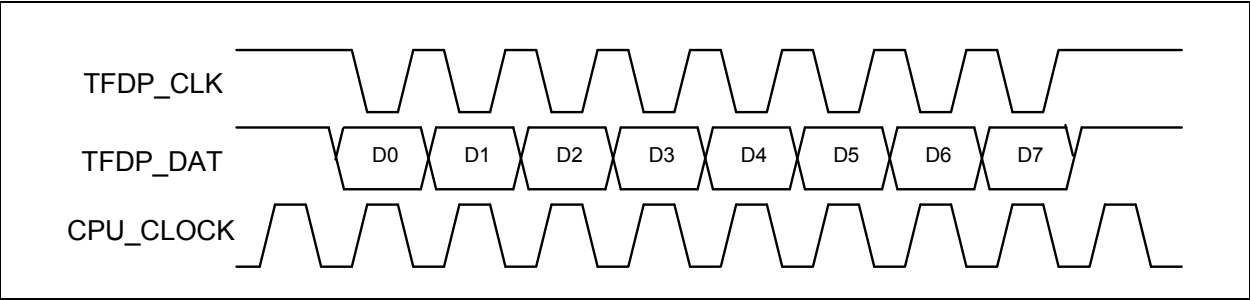 TFDP_CLK
TFDP_DAT D0 D1 D2 D3 D4 D5 D6 D7
CPU_CLOCK